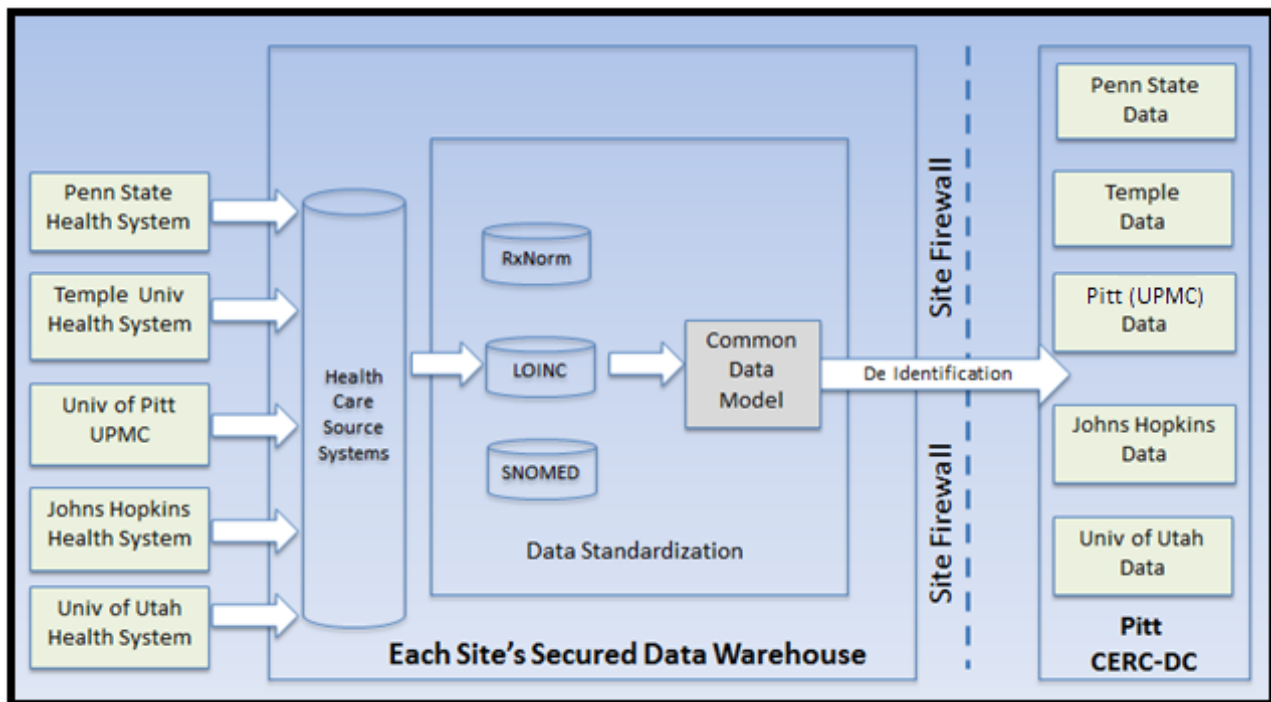 Penn State
Health System
Temple Univ
Health System
Univ of Pitt
UPMC
Johns Hopkins
Health System
Univ of Utah
Health System
Health
Care
Source
Systems
RxNorm
LOINC
SNOMED
Data Standardization
Common
Data
Model
Each Site's Secured Data Warehouse
De Identification
Site Firewall
Site Firewall
Penn State
Data
Temple
Data
Pitt (UPMC)
Data
Johns Hopkins
Data
Univ of Utah
Data
Pitt
CERC-DC